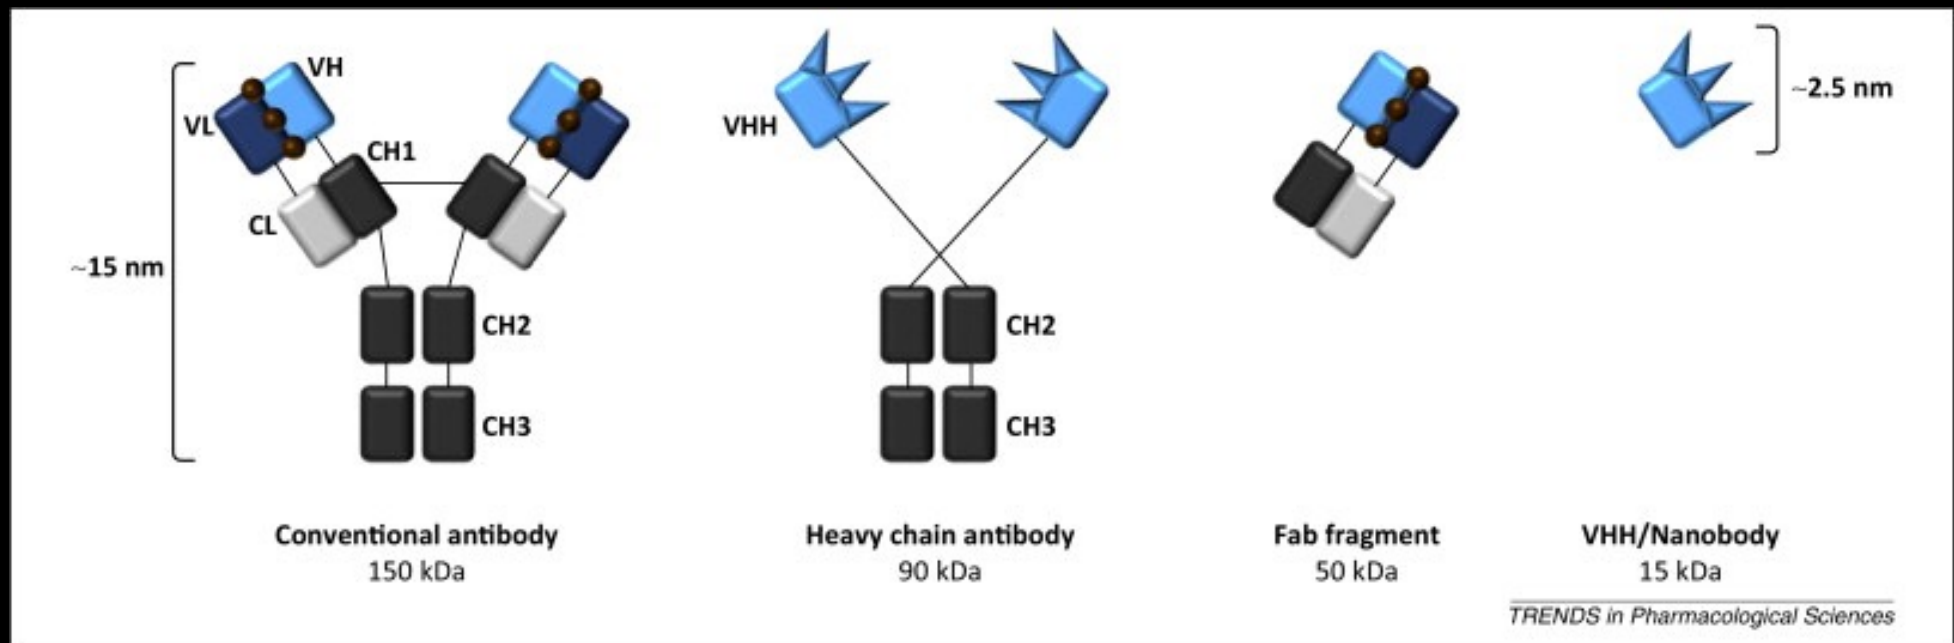 VH
VL
CH1
CL
~15 nm
CH2
CH3
VHH
CH2
CH3
~2.5 nm
Conventional antibody
150 kDa
Heavy chain antibody
90 kDa
Fab fragment
50 kDa
VHH/Nanobody
15 kDa
TRENDS in Pharmacological Sciences